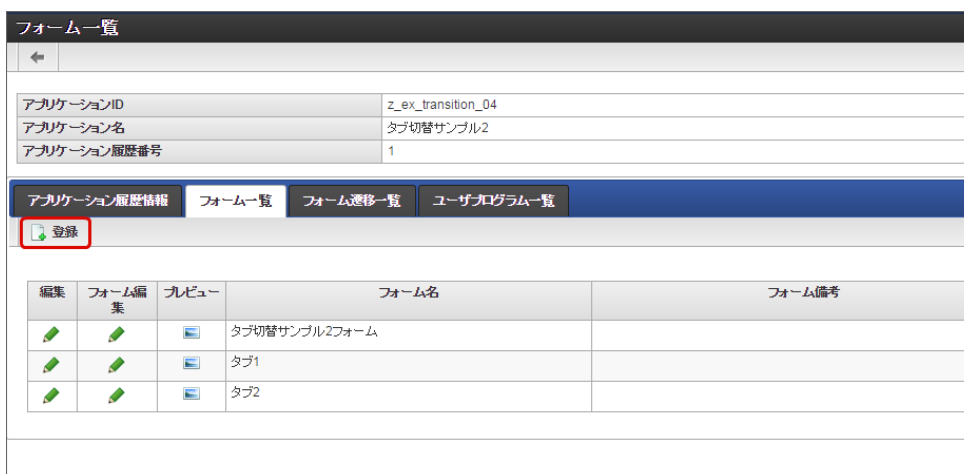 フォーム一覧
アプリケーションID z_ex_transition_04
アプリケーション名 タブ切替サンプル2
アプリケーション履歴番号 1
アプリケーション履歴情報 フォーム一覧 フォーム遷移一覧 ユーザプログラム一覧
登録
編集 フォーム編集 プレビュー フォーム名 フォーム備考
タブ切替サンプル2フォーム
タブ1
タブ2